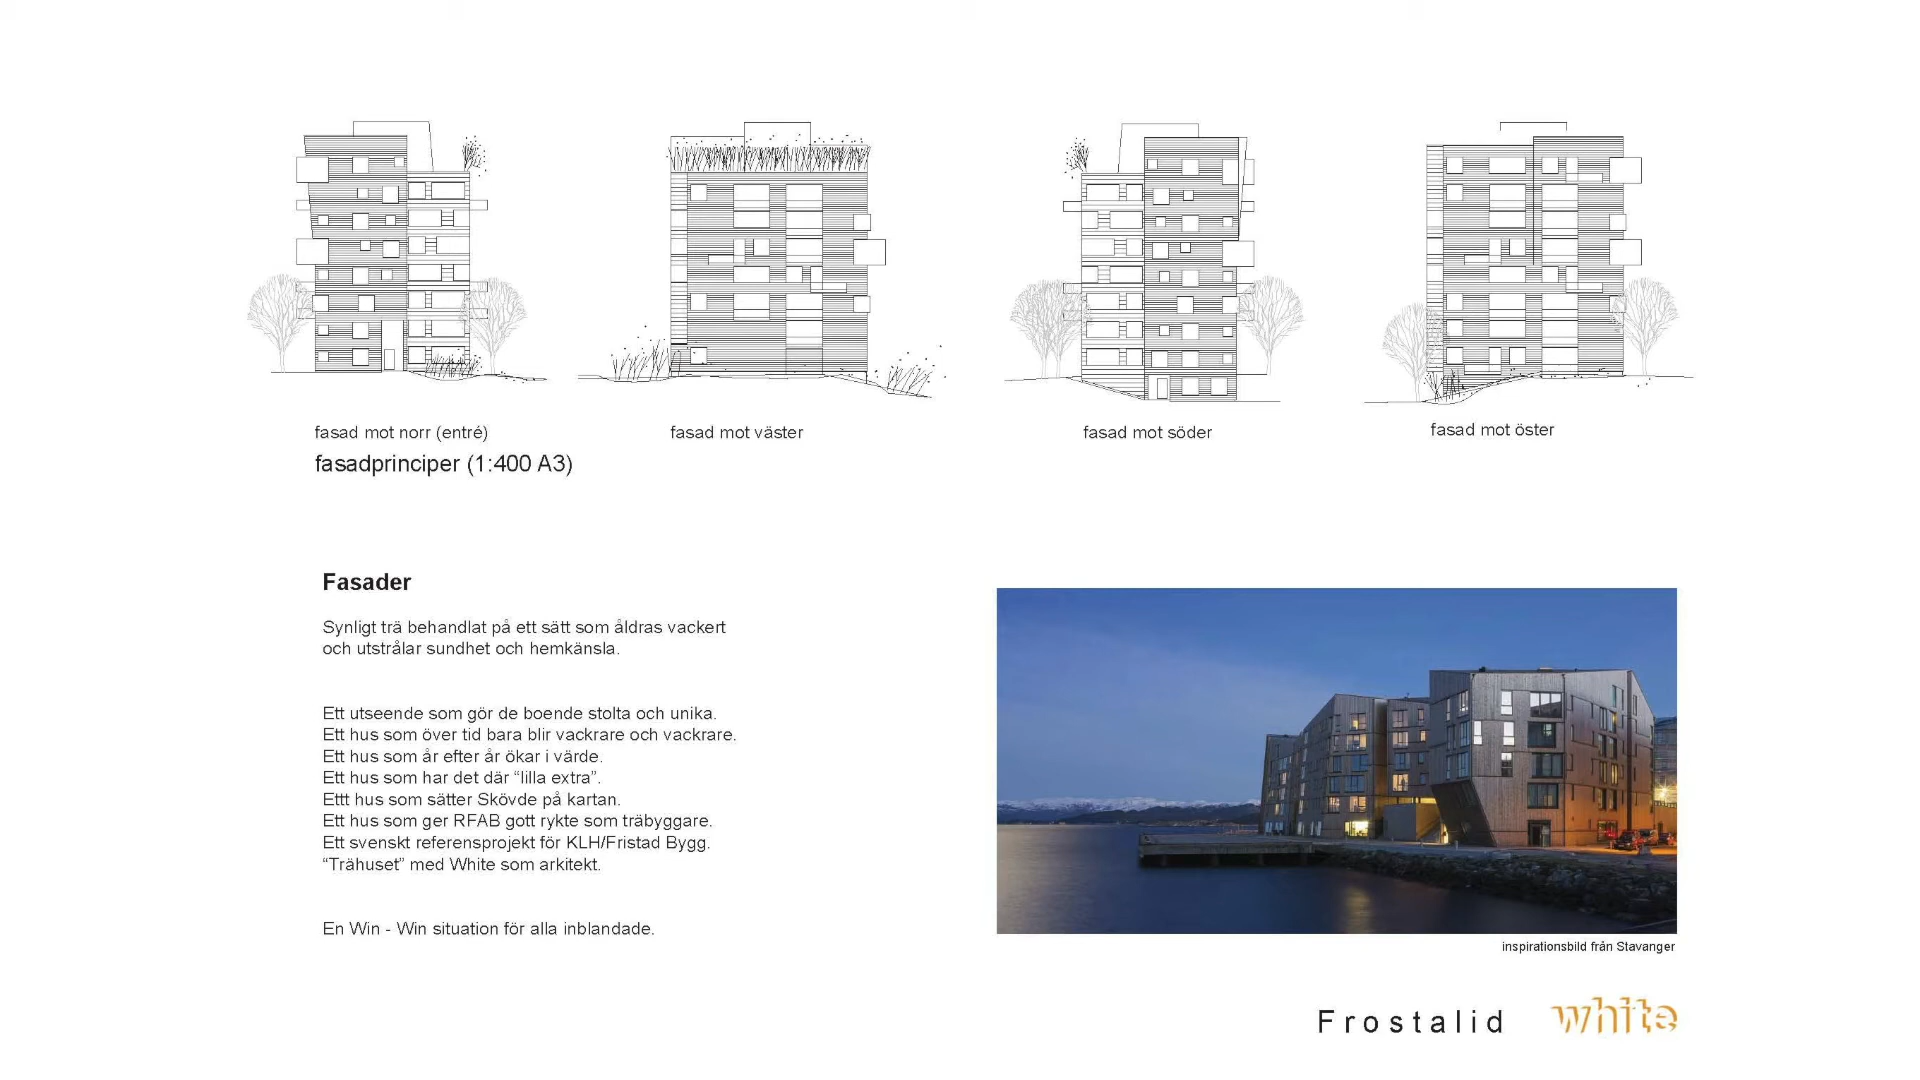 fasad mot norr (entré)
fasad mot väster
fasad mot söder
fasad mot öster
fasadprinciper (1:400 A3)
Fasader
Synligt trä behandlat på ett sätt som åldras vackert
och utstrålar sundhet och hemkänsla.
Ett utseende som gör de boende stolta och unika.
Ett hus som över tid bara blir vackrare och vackrare.
Ett hus som år efter år ökar i värde.
Ett hus som har det där “lilla extra”.
Ettt hus som sätter Skövde på kartan.
Ett hus som ger RFAB gott rykte som träbyggare.
Ett svenskt referensprojekt för KLH/Fristad Bygg.
“Trähuset” med White som arkitekt.
En Win - Win situation för alla inblandade.
inspirationsbild från Stavanger
Frostalid
white